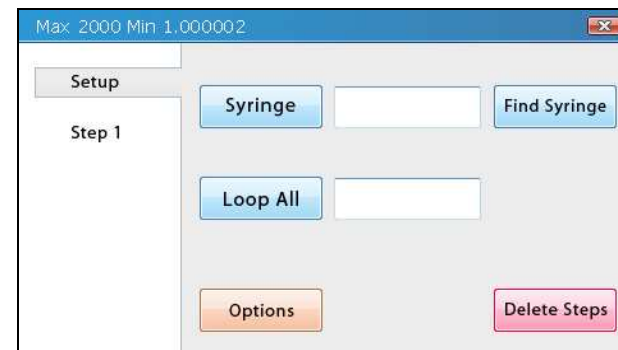 Max 2000 Min 1.000002
Setup
Syringe
Find Syringe
Step 1
Loop All
Options
Delete Steps